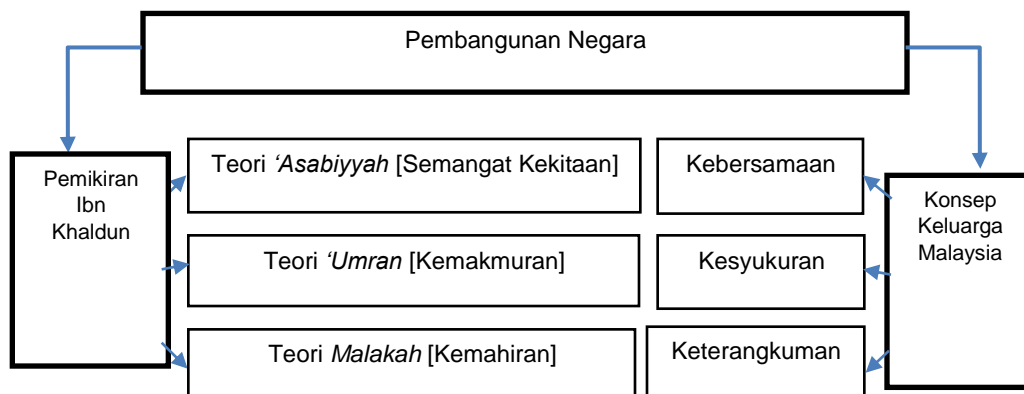 Pembangunan Negara
Pemikiran
Ibn
Khaldun
Teori ‘Asabiyyah [Semangat Kekitaan]
Kebersamaan
Teori ‘Umran [Kemakmuran]
Kesyukuran
Teori Malakah [Kemahiran]
Keterangkuman
Konsep
Keluarga
Malaysia